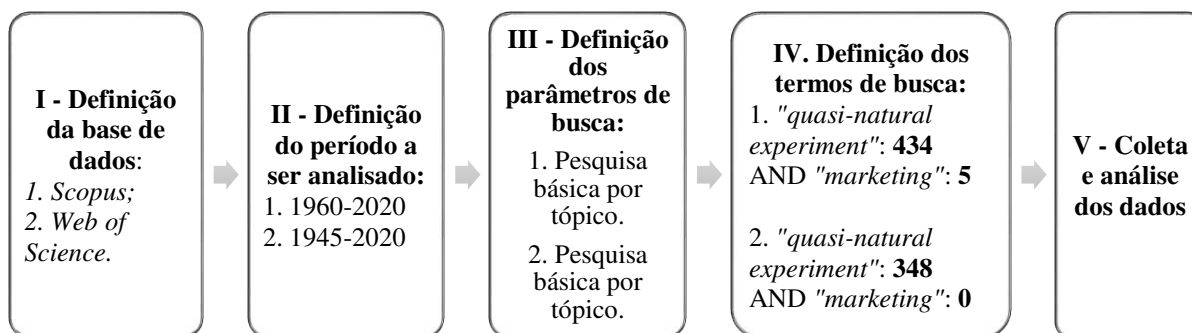 I - Definição
da base de
dados:
1. Scopus;
2. Web of
Science.
II - Definição
do período a
ser analisado:
1. 1960-2020
2. 1945-2020
III - Definição
dos
parâmetros de
busca:
1. Pesquisa
básica por
tópico.
2. Pesquisa
básica por
tópico.
IV. Definição dos
termos de busca:
1. "quasi-natural
experiment": 434
AND "marketing": 5
2. "quasi-natural
experiment": 348
AND "marketing": 0
V - Coleta
e análise
dos dados